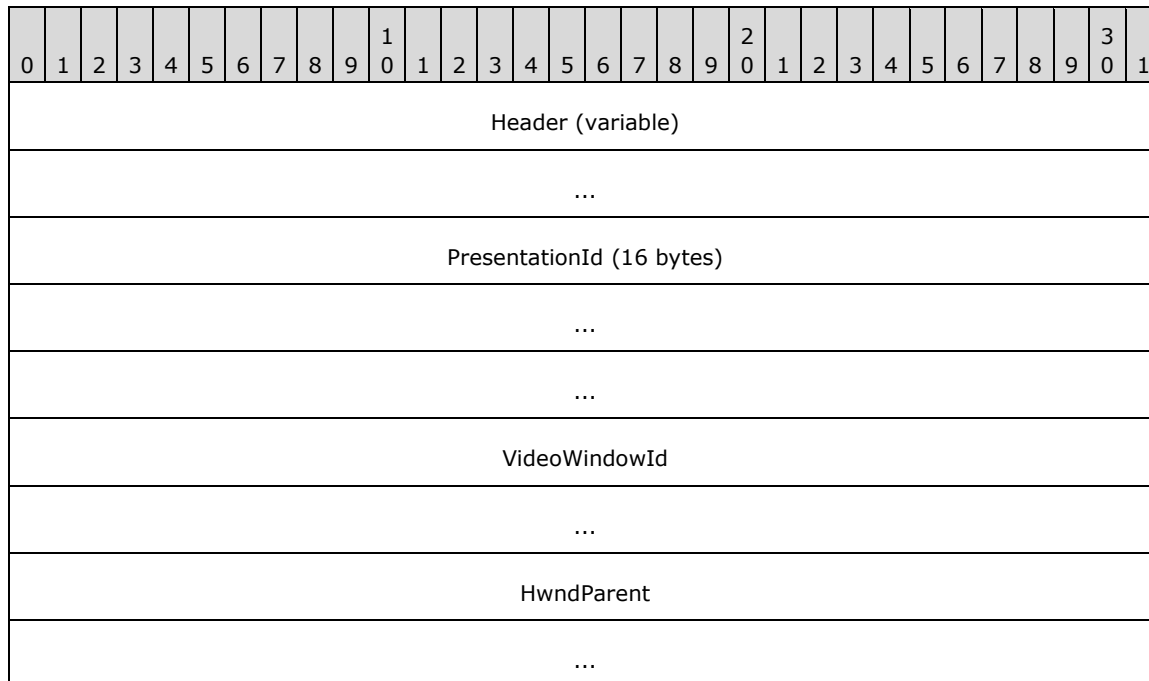 1 2 3
0 1 2 3 4 5 6 7 8 9 0 1 2 3 4 5 6 7 8 9 0 1 2 3 4 5 6 7 8 9 0 1
Header (variable)
...
PresentationId (16 bytes)
...
...
VideoWindowId
...
HwndParent
...